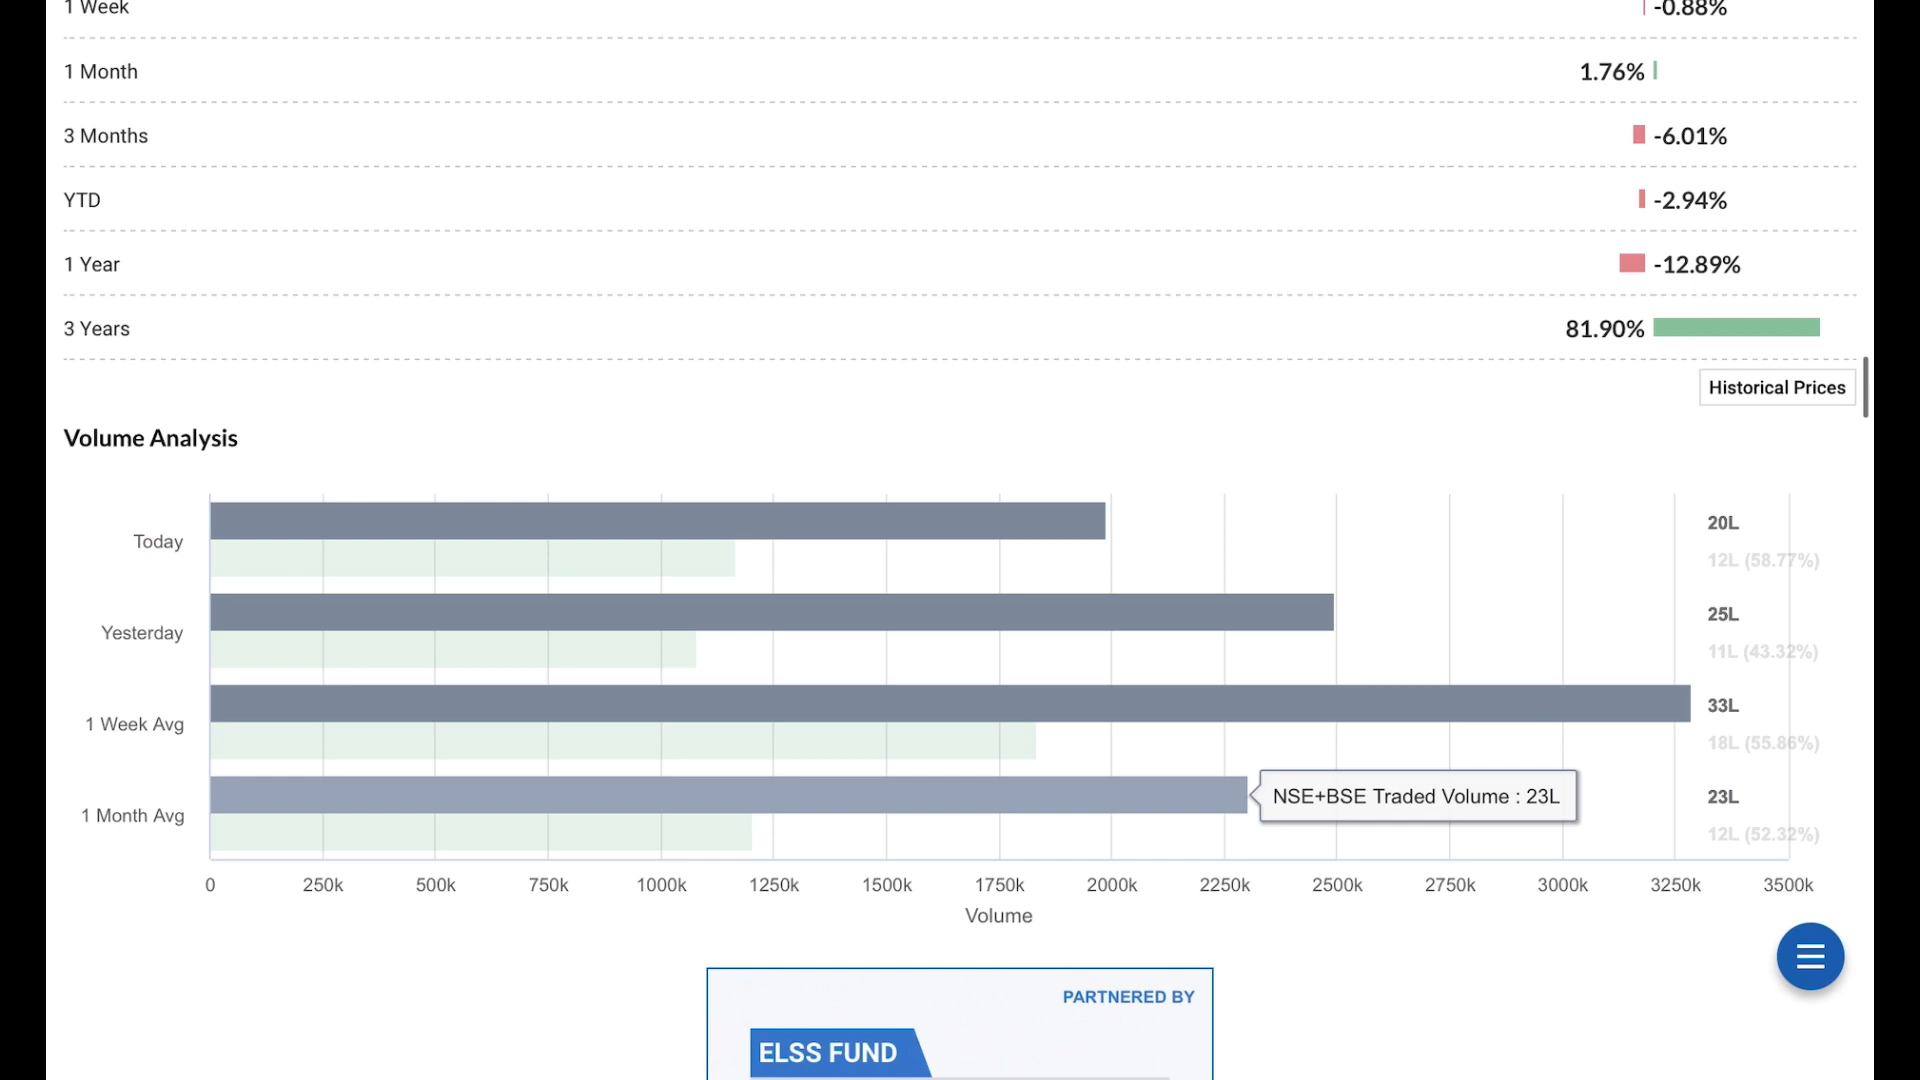 1 Week -0.88%
1 Month 1.76%
3 Months -6.01%
YTD -2.94%
1 Year -12.89%
3 Years 81.90%
Historical Prices
Volume Analysis
Today 20L
12L (58.77%)
Yesterday 25L
11L (43.32%)
1 Week Avg 33L
18L (55.86%)
1 Month Avg NSE+BSE Traded Volume : 23L 23L
12L (52.32%)
0 250k 500k 750k 1000k 1250k 1500k 1750k 2000k 2250k 2500k 2750k 3000k 3250k 3500k
Volume
PARTNERED BY
ELSS FUND